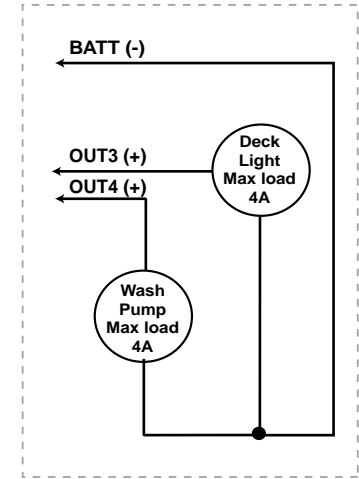 BATT (-)
OUT3 (+)
OUT4 (+)
Deck
Light
Max load
4A
Wash
Pump
Max load
4A